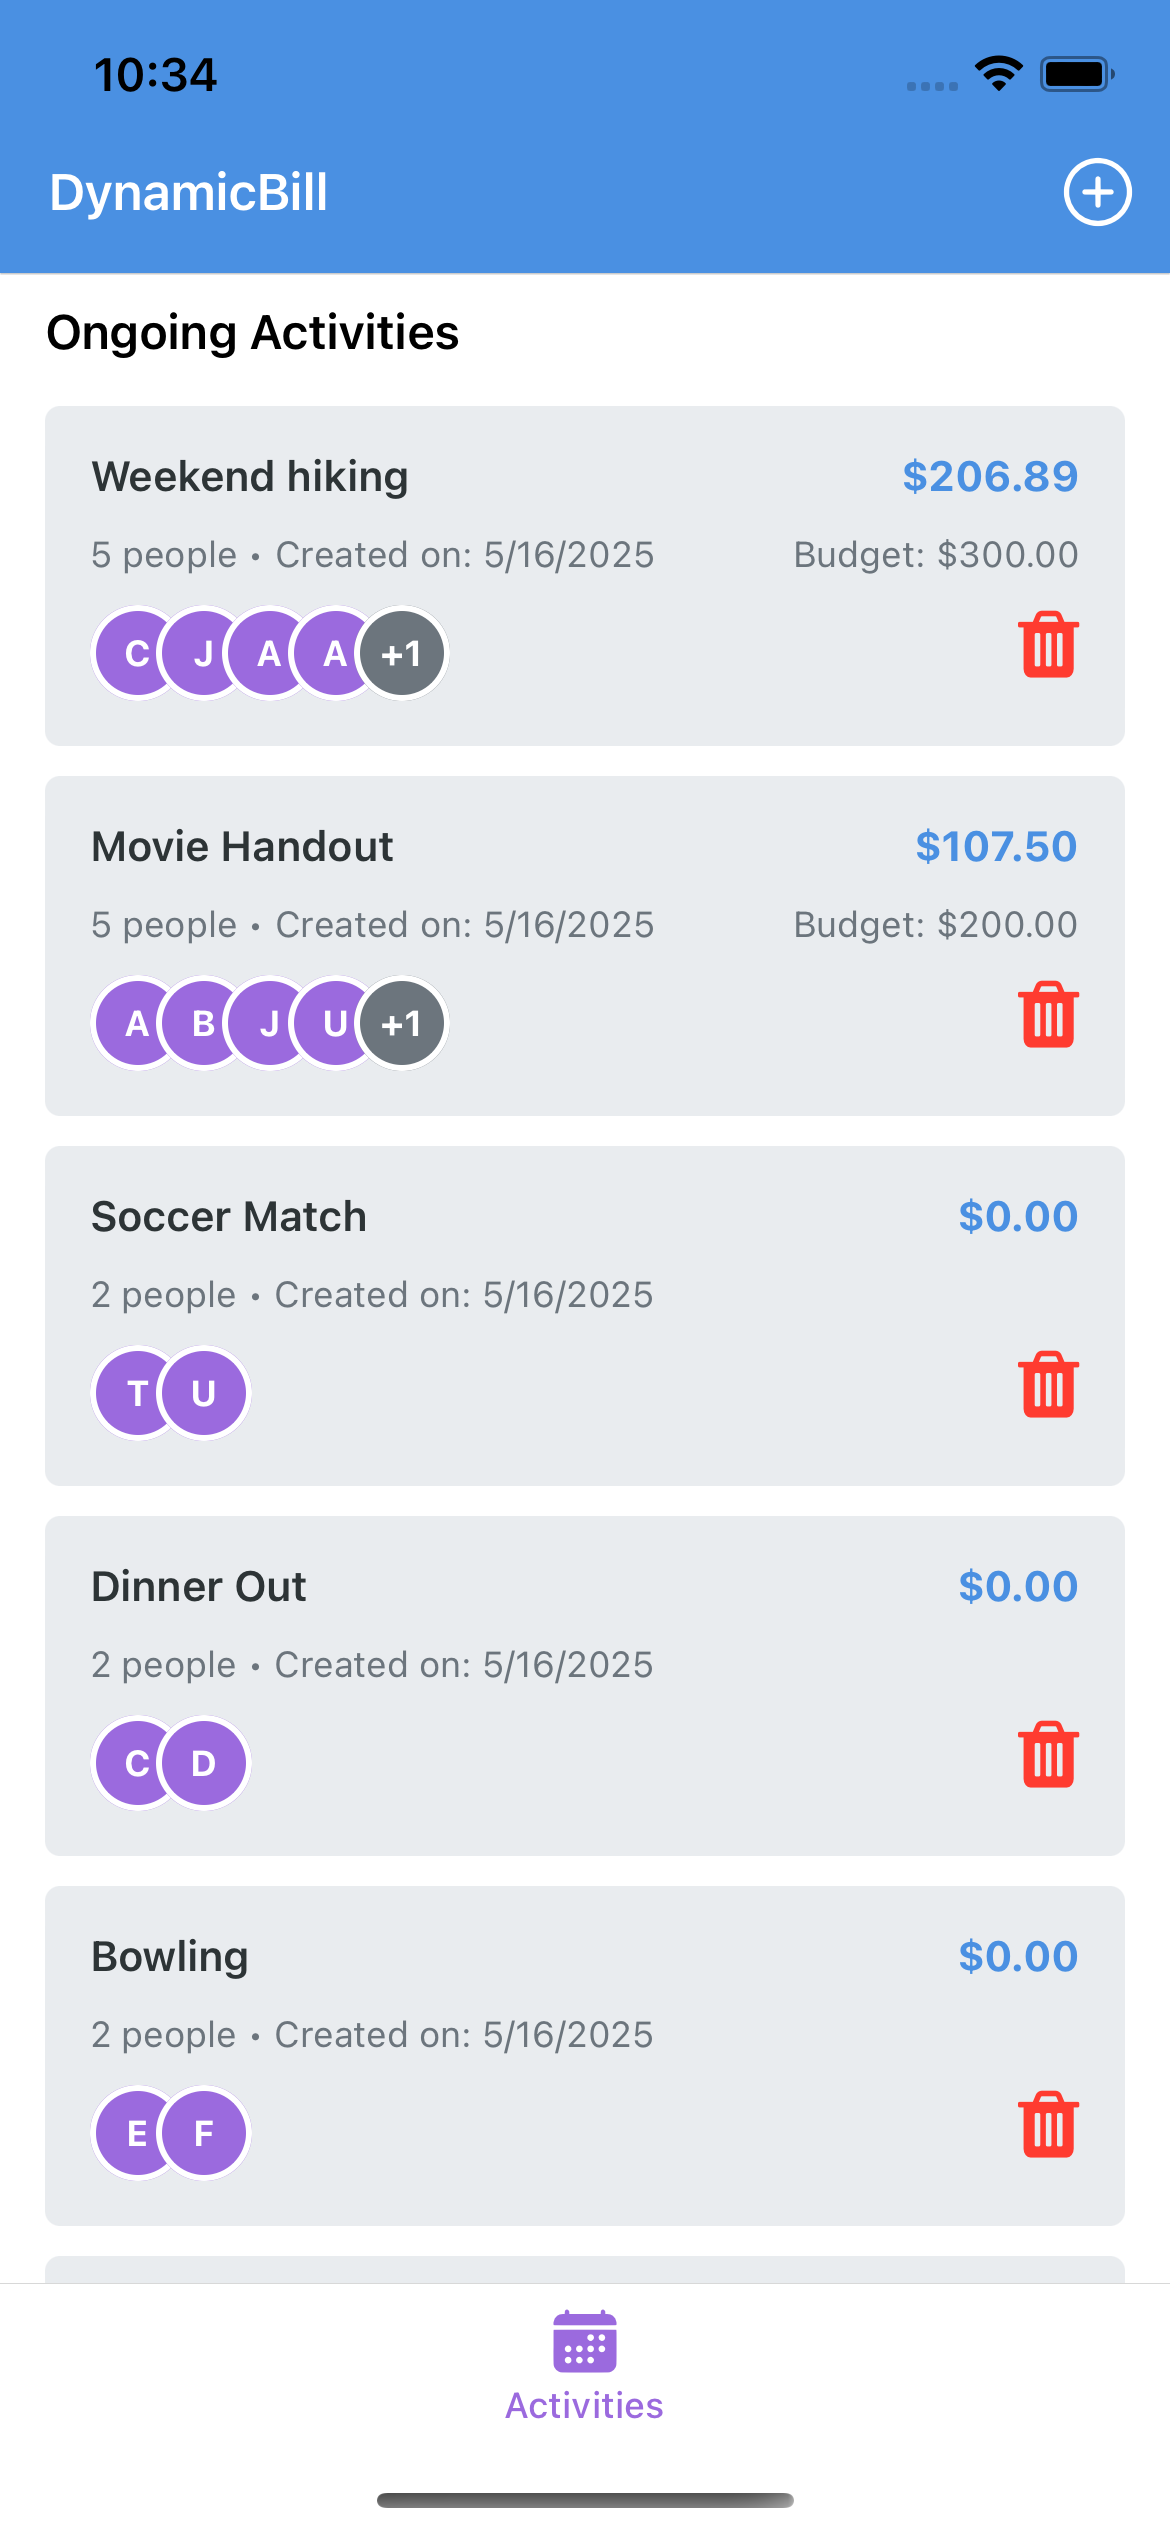 10:34
DynamicBill
Ongoing Activities
Weekend hiking $206.89
5 people • Created on: 5/16/2025 Budget: $300.00
C J A A +1
Movie Handout $107.50
5 people • Created on: 5/16/2025 Budget: $200.00
A B J U +1
Soccer Match $0.00
2 people • Created on: 5/16/2025
T U
Dinner Out $0.00
2 people • Created on: 5/16/2025
C D
Bowling $0.00
2 people • Created on: 5/16/2025
E F
Activities